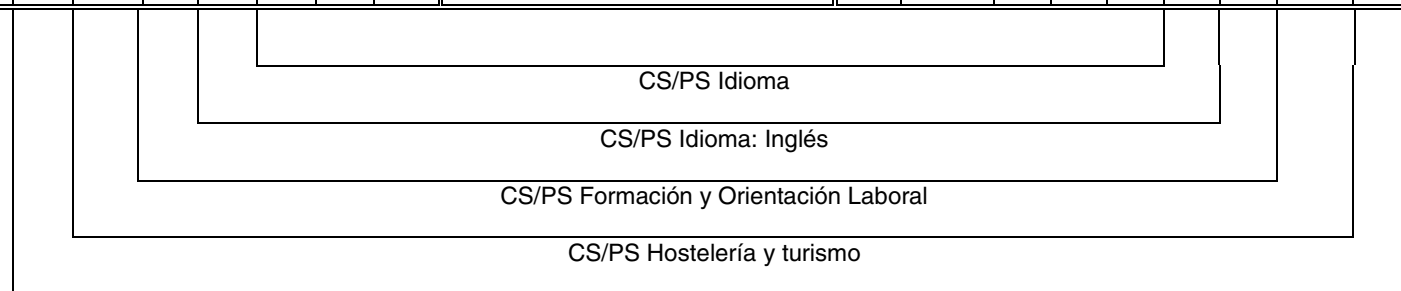 CS/PS Idioma
CS/PS Idioma: Inglés
CS/PS Formación y Orientación Laboral
CS/PS Hostelería y turismo